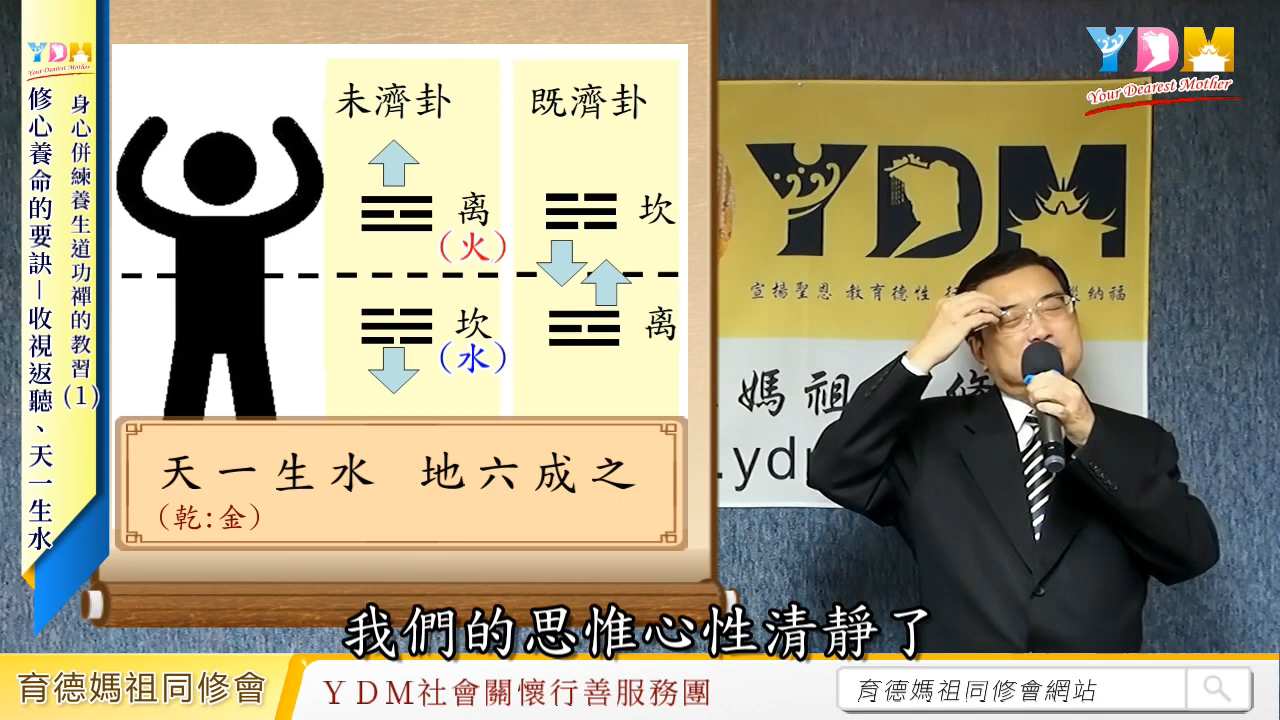 YDM
Your Dearest Mother
身心併練養生道功禪的教習(1)
修心養命的要訣－收視返聽、天一生水
未濟卦
既濟卦
离
(火)
坎
坎
(水)
离
天一生水 地六成之
(乾:金)
YDM
Your Dearest Mother
YDM
宣揚聖恩 教育德性
納福
媽祖
修
.yd
我們的思惟心性清靜了
育德媽祖同修會
YDM社會關懷行善服務團
育德媽祖同修會網站